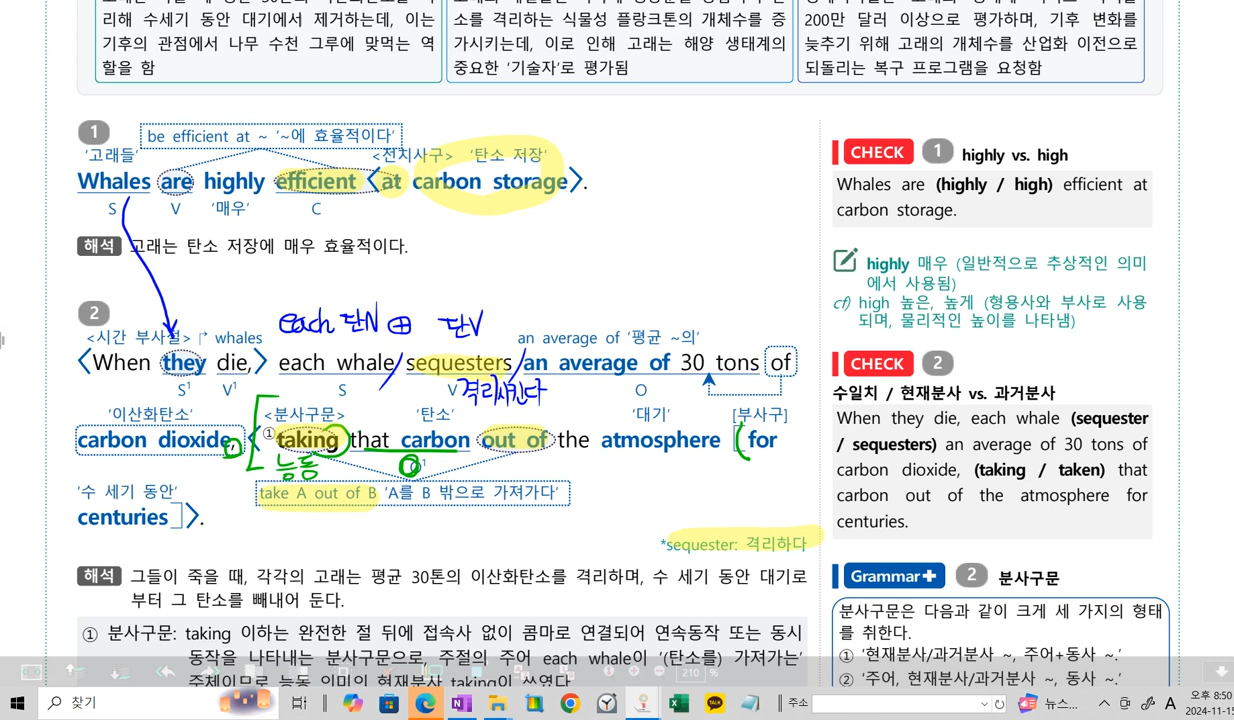 리해 수세기 동안 대기에서 제거하는데, 이는
기후의 관점에서 나무 수천 그루에 맞먹는 역
할을 함
소를 격리하는 식물성 플랑크톤의 개체수를 증
가시키는데, 이로 인해 고래는 해양 생태계의
중요한 '기술자'로 평가됨
200만 달러 이상으로 평가하며, 기후 변화를
늦추기 위해 고래의 개체수를 산업화 이전으로
되돌리는 복구 프로그램을 요청함
1
be efficient at ~ '~에 효율적이다'
'고래들' <전치사구> '탄소 저장'
Whales are highly efficient <at carbon storage>.
S V '매우' C
해석 고래는 탄소 저장에 매우 효율적이다.
2
each 단N ⊕ 단V
<시간 부사절> whales an average of '평균 ~의'
<When they die,> each whale / sequesters / an average of 30 tons of
S¹ V¹ S V 격리시킨다 O
'이산화탄소' <분사구문> '탄소' '대기' [부사구]
carbon dioxide, <①taking that carbon out of the atmosphere [for
능동
'수 세기 동안' take A out of B 'A를 B 밖으로 가져가다'
centuries]>.
*sequester: 격리하다
해석 그들이 죽을 때, 각각의 고래는 평균 30톤의 이산화탄소를 격리하며, 수 세기 동안 대기로
부터 그 탄소를 빼내어 둔다.
① 분사구문: taking 이하는 완전한 절 뒤에 접속사 없이 콤마로 연결되어 연속동작 또는 동시
동작을 나타내는 분사구문으로, 주절의 주어 each whale이 '(탄소를) 가져가는'
주체이므로 능동 의미의 현재분사 taking이 쓰였다.
CHECK 1 highly vs. high
Whales are (highly / high) efficient at
carbon storage.
highly 매우 (일반적으로 추상적인 의미
에서 사용됨)
cf) high 높은, 높게 (형용사와 부사로 사용
되며, 물리적인 높이를 나타냄)
CHECK 2
수일치 / 현재분사 vs. 과거분사
When they die, each whale (sequester
/ sequesters) an average of 30 tons of
carbon dioxide, (taking / taken) that
carbon out of the atmosphere for
centuries.
Grammar+ 2 분사구문
분사구문은 다음과 같이 크게 세 가지의 형태
를 취한다.
① '현재분사/과거분사 ~, 주어+동사 ~.'
② '주어, 현재분사/과거분사 ~, 동사 ~.'
210 %
찾기
주소
뉴스...
A
오후 8:50
2024-11-15